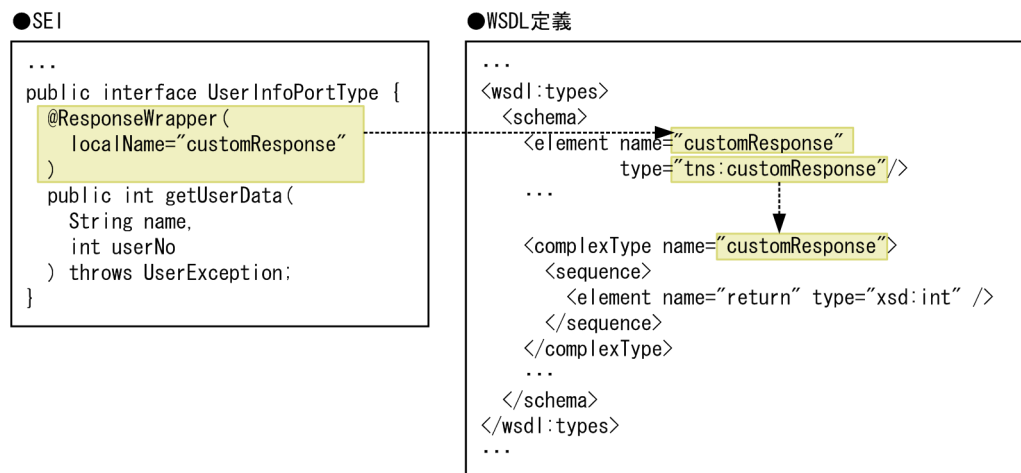 ●SEI
...
public interface UserInfoPortType {
@ResponseWrapper(
localName="customResponse"
)
public int getUserData(
String name,
int userNo
) throws UserException;
}
●WSDL定義
...
<wsdl:types>
<schema>
<element name="customResponse"
type="tns:customResponse"/>
...
<complexType name="customResponse">
<sequence>
<element name="return" type="xsd:int" />
</sequence>
</complexType>
...
</schema>
</wsdl:types>
...